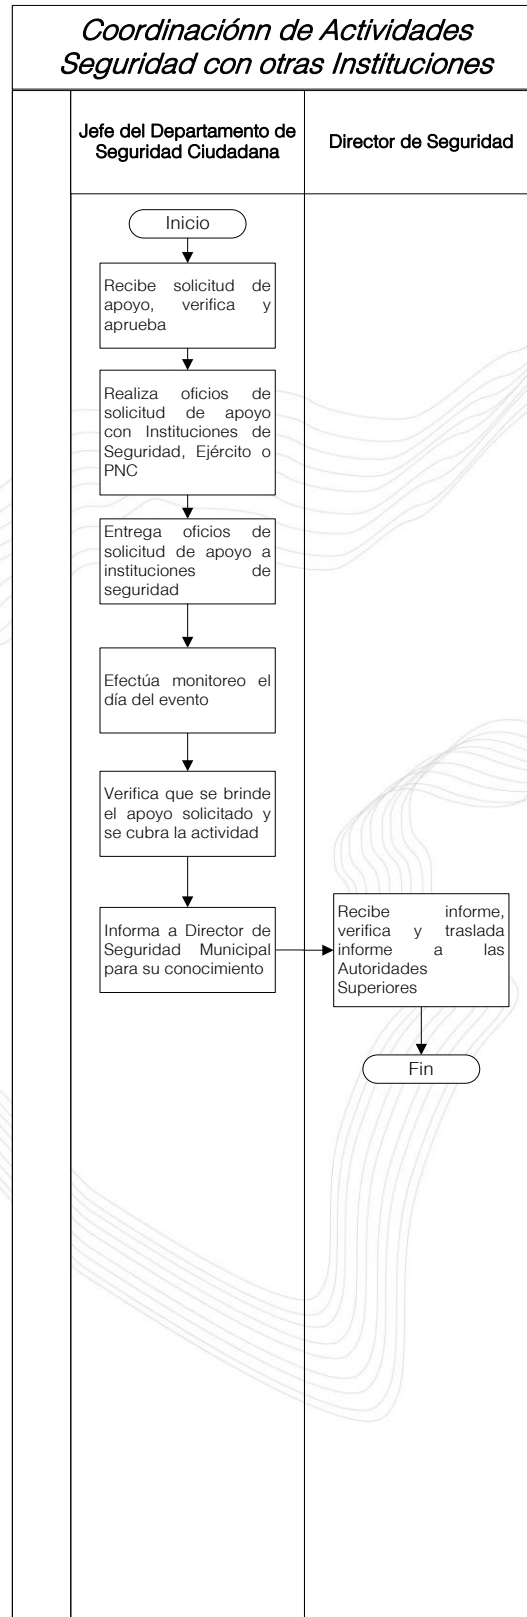 Coordinaciónn de Actividades
Seguridad con otras Instituciones
Jefe del Departamento de
Seguridad Ciudadana
Director de Seguridad
Inicio
Recibe solicitud de
apoyo, verifica y
aprueba
Realiza oficios de
solicitud de apoyo
con Instituciones de
Seguridad, Ejército o
PNC
Entrega oficios de
solicitud de apoyo a
instituciones de
seguridad
Efectúa monitoreo el
día del evento
Verifica que se brinde
el apoyo solicitado y
se cubra la actividad
Informa a Director de
Seguridad Municipal
para su conocimiento
Recibe informe,
verifica y traslada
informe a las
Autoridades
Superiores
Fin